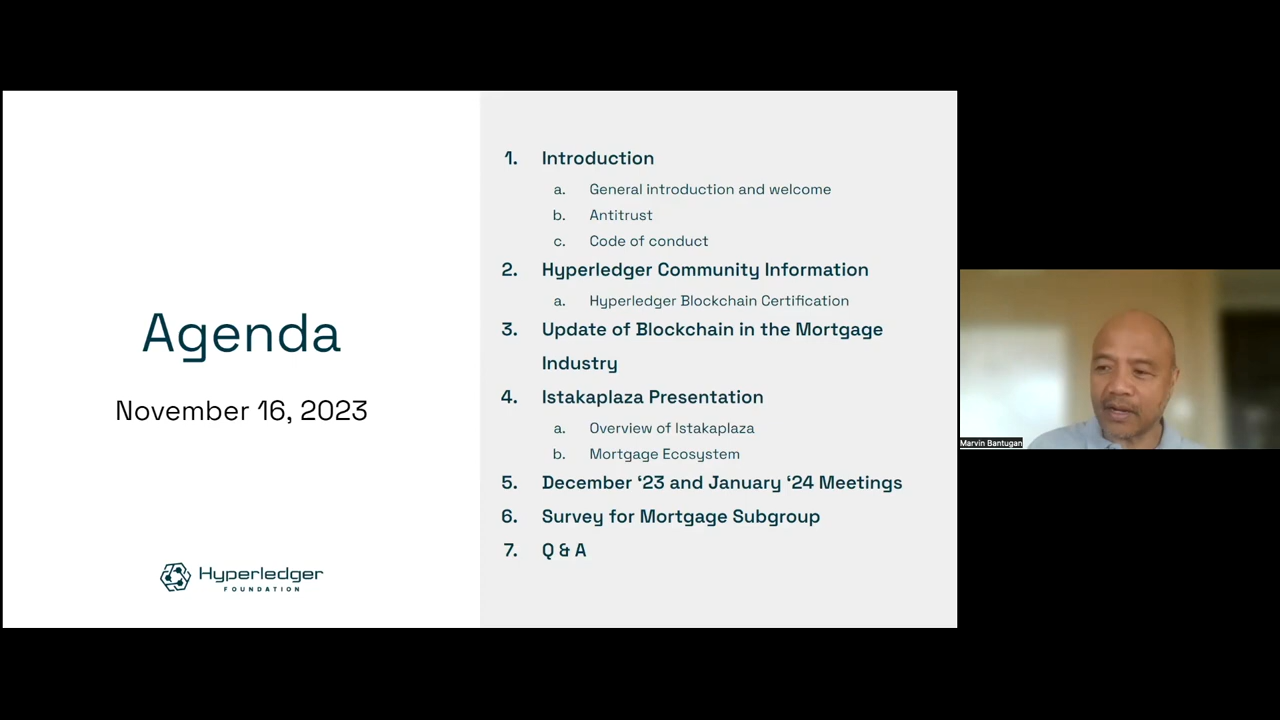 Agenda
November 16, 2023
Hyperledger
FOUNDATION
1. Introduction
a. General introduction and welcome
b. Antitrust
c. Code of conduct
2. Hyperledger Community Information
a. Hyperledger Blockchain Certification
3. Update of Blockchain in the Mortgage
Industry
4. Istakaplaza Presentation
a. Overview of Istakaplaza
b. Mortgage Ecosystem
5. December ‘23 and January ‘24 Meetings
6. Survey for Mortgage Subgroup
7. Q & A
Marvin Bantugan